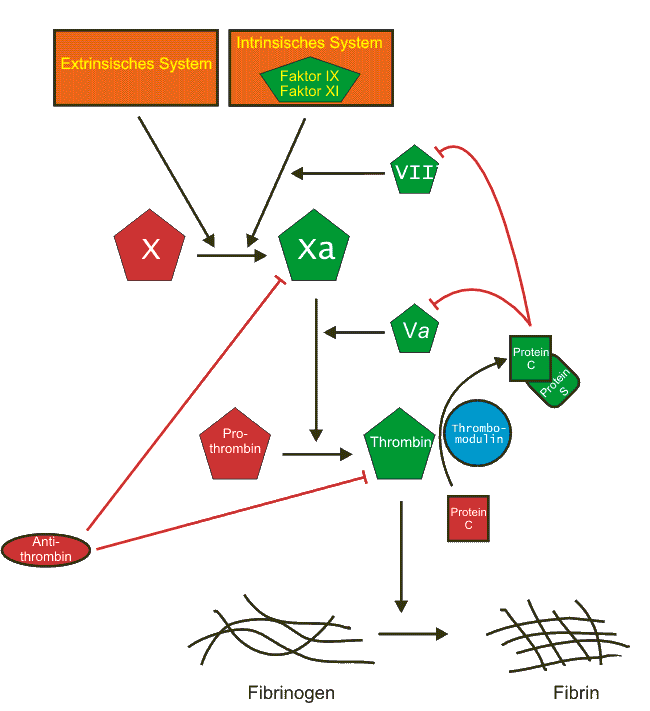 Extrinsisches System
Intrinsisches System
Faktor IX
Faktor XI
VII
X
Xa
Va
Protein
C
Protein
S
Pro-
thrombin
Thrombin
Thrombo-
modulin
Protein
C
Anti-
thrombin
Fibrinogen
Fibrin